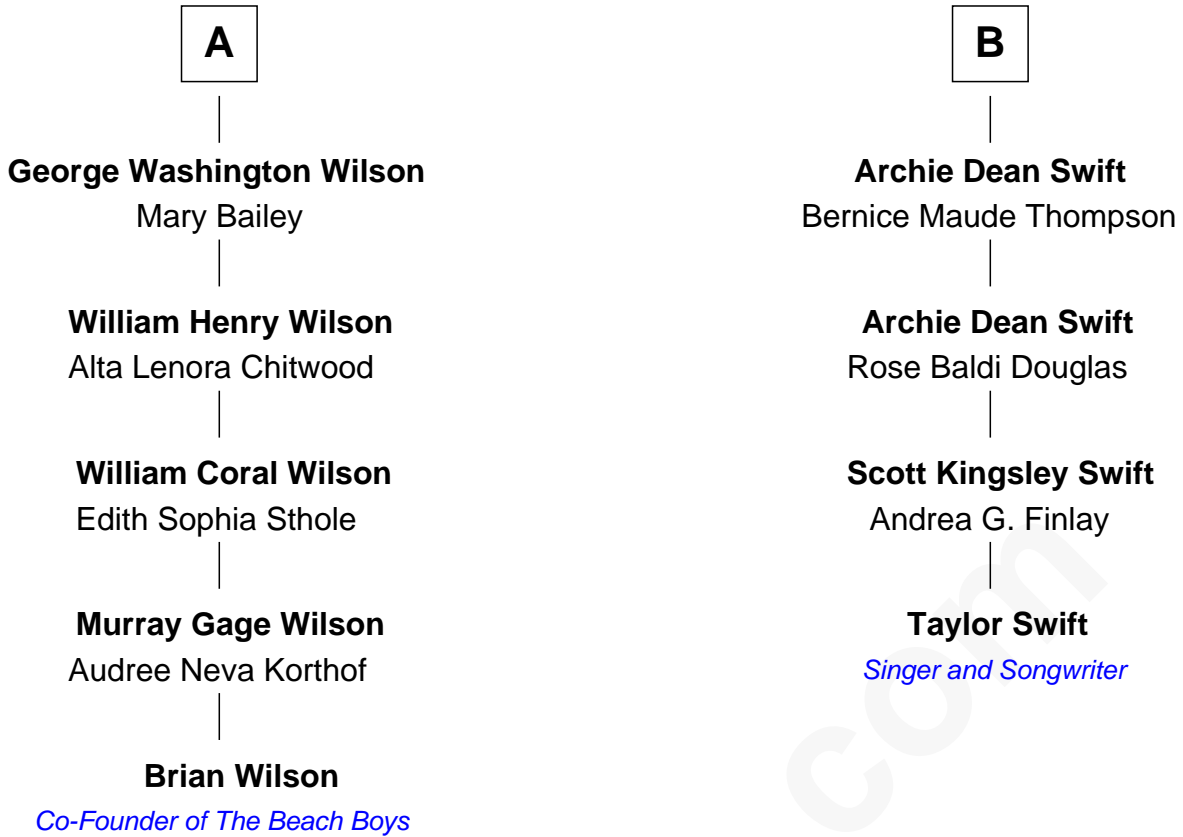 A
George Washington Wilson
Mary Bailey
William Henry Wilson
Alta Lenora Chitwood
William Coral Wilson
Edith Sophia Sthole
Murray Gage Wilson
Audree Neva Korthof
Brian Wilson
Co-Founder of The Beach Boys
B
Archie Dean Swift
Bernice Maude Thompson
Archie Dean Swift
Rose Baldi Douglas
Scott Kingsley Swift
Andrea G. Finlay
Taylor Swift
Singer and Songwriter
com